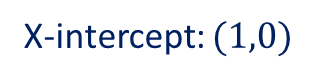 X-intercept: (1,0)